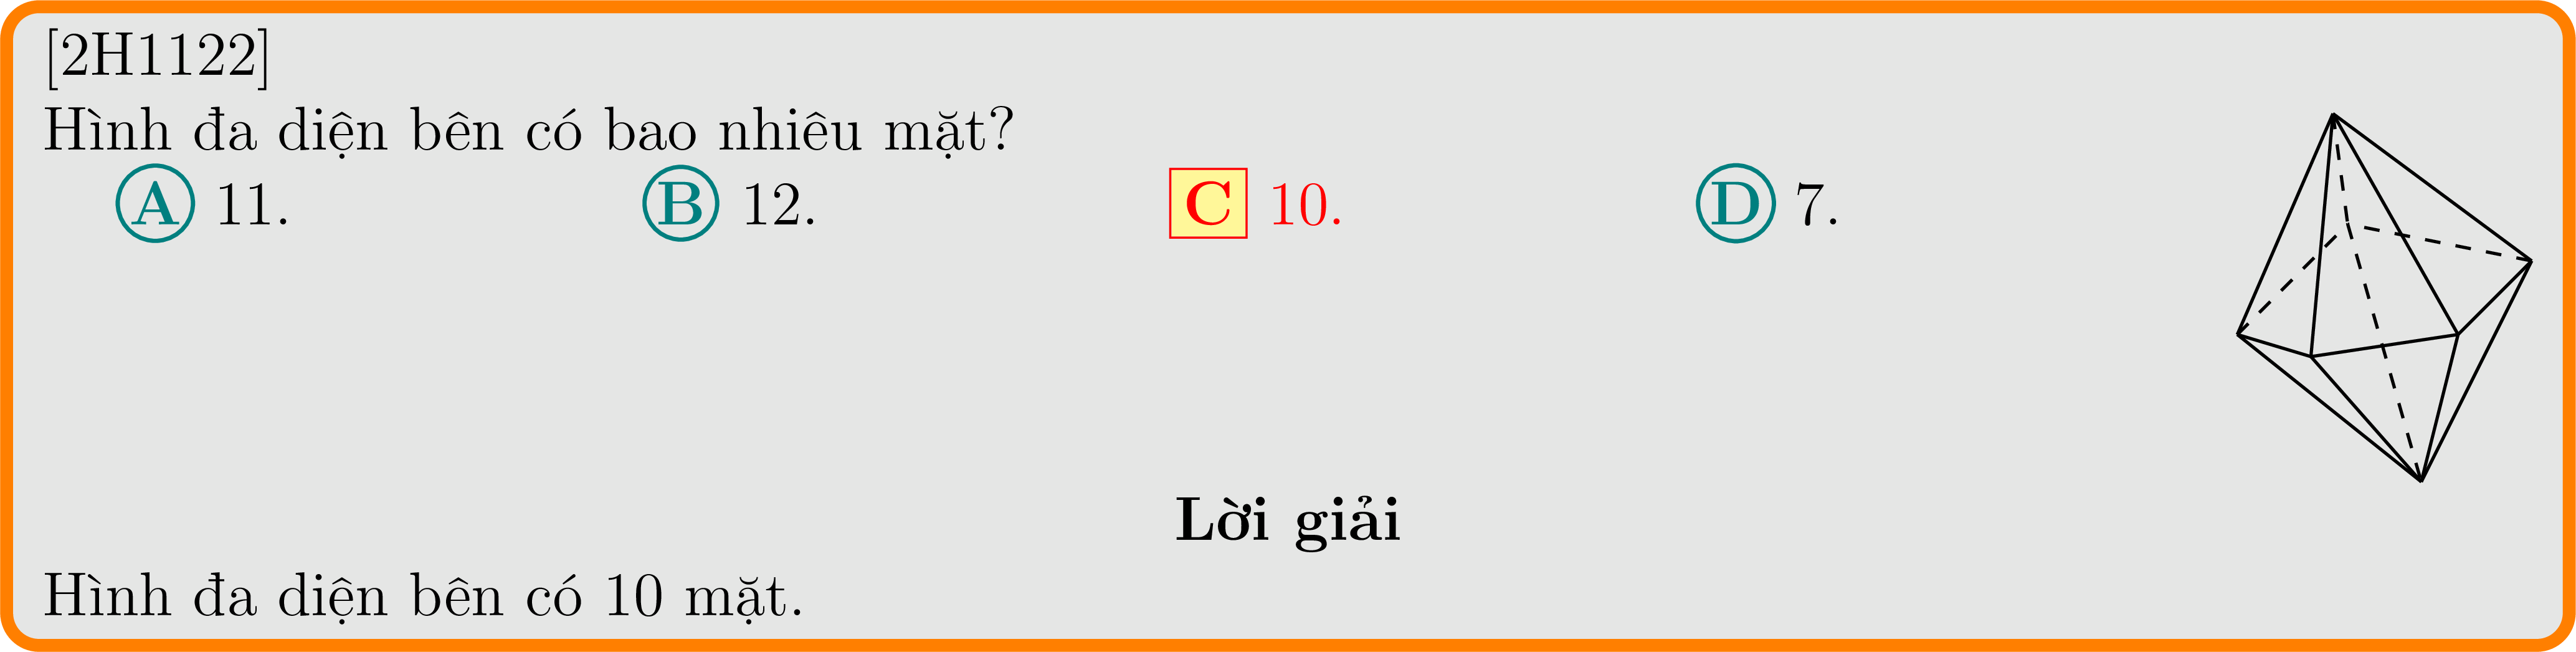 [2H1122]
Hình đa diện bên có bao nhiêu mặt?
A 11. B 12. C 10. D 7.
Lời giải
Hình đa diện bên có 10 mặt.